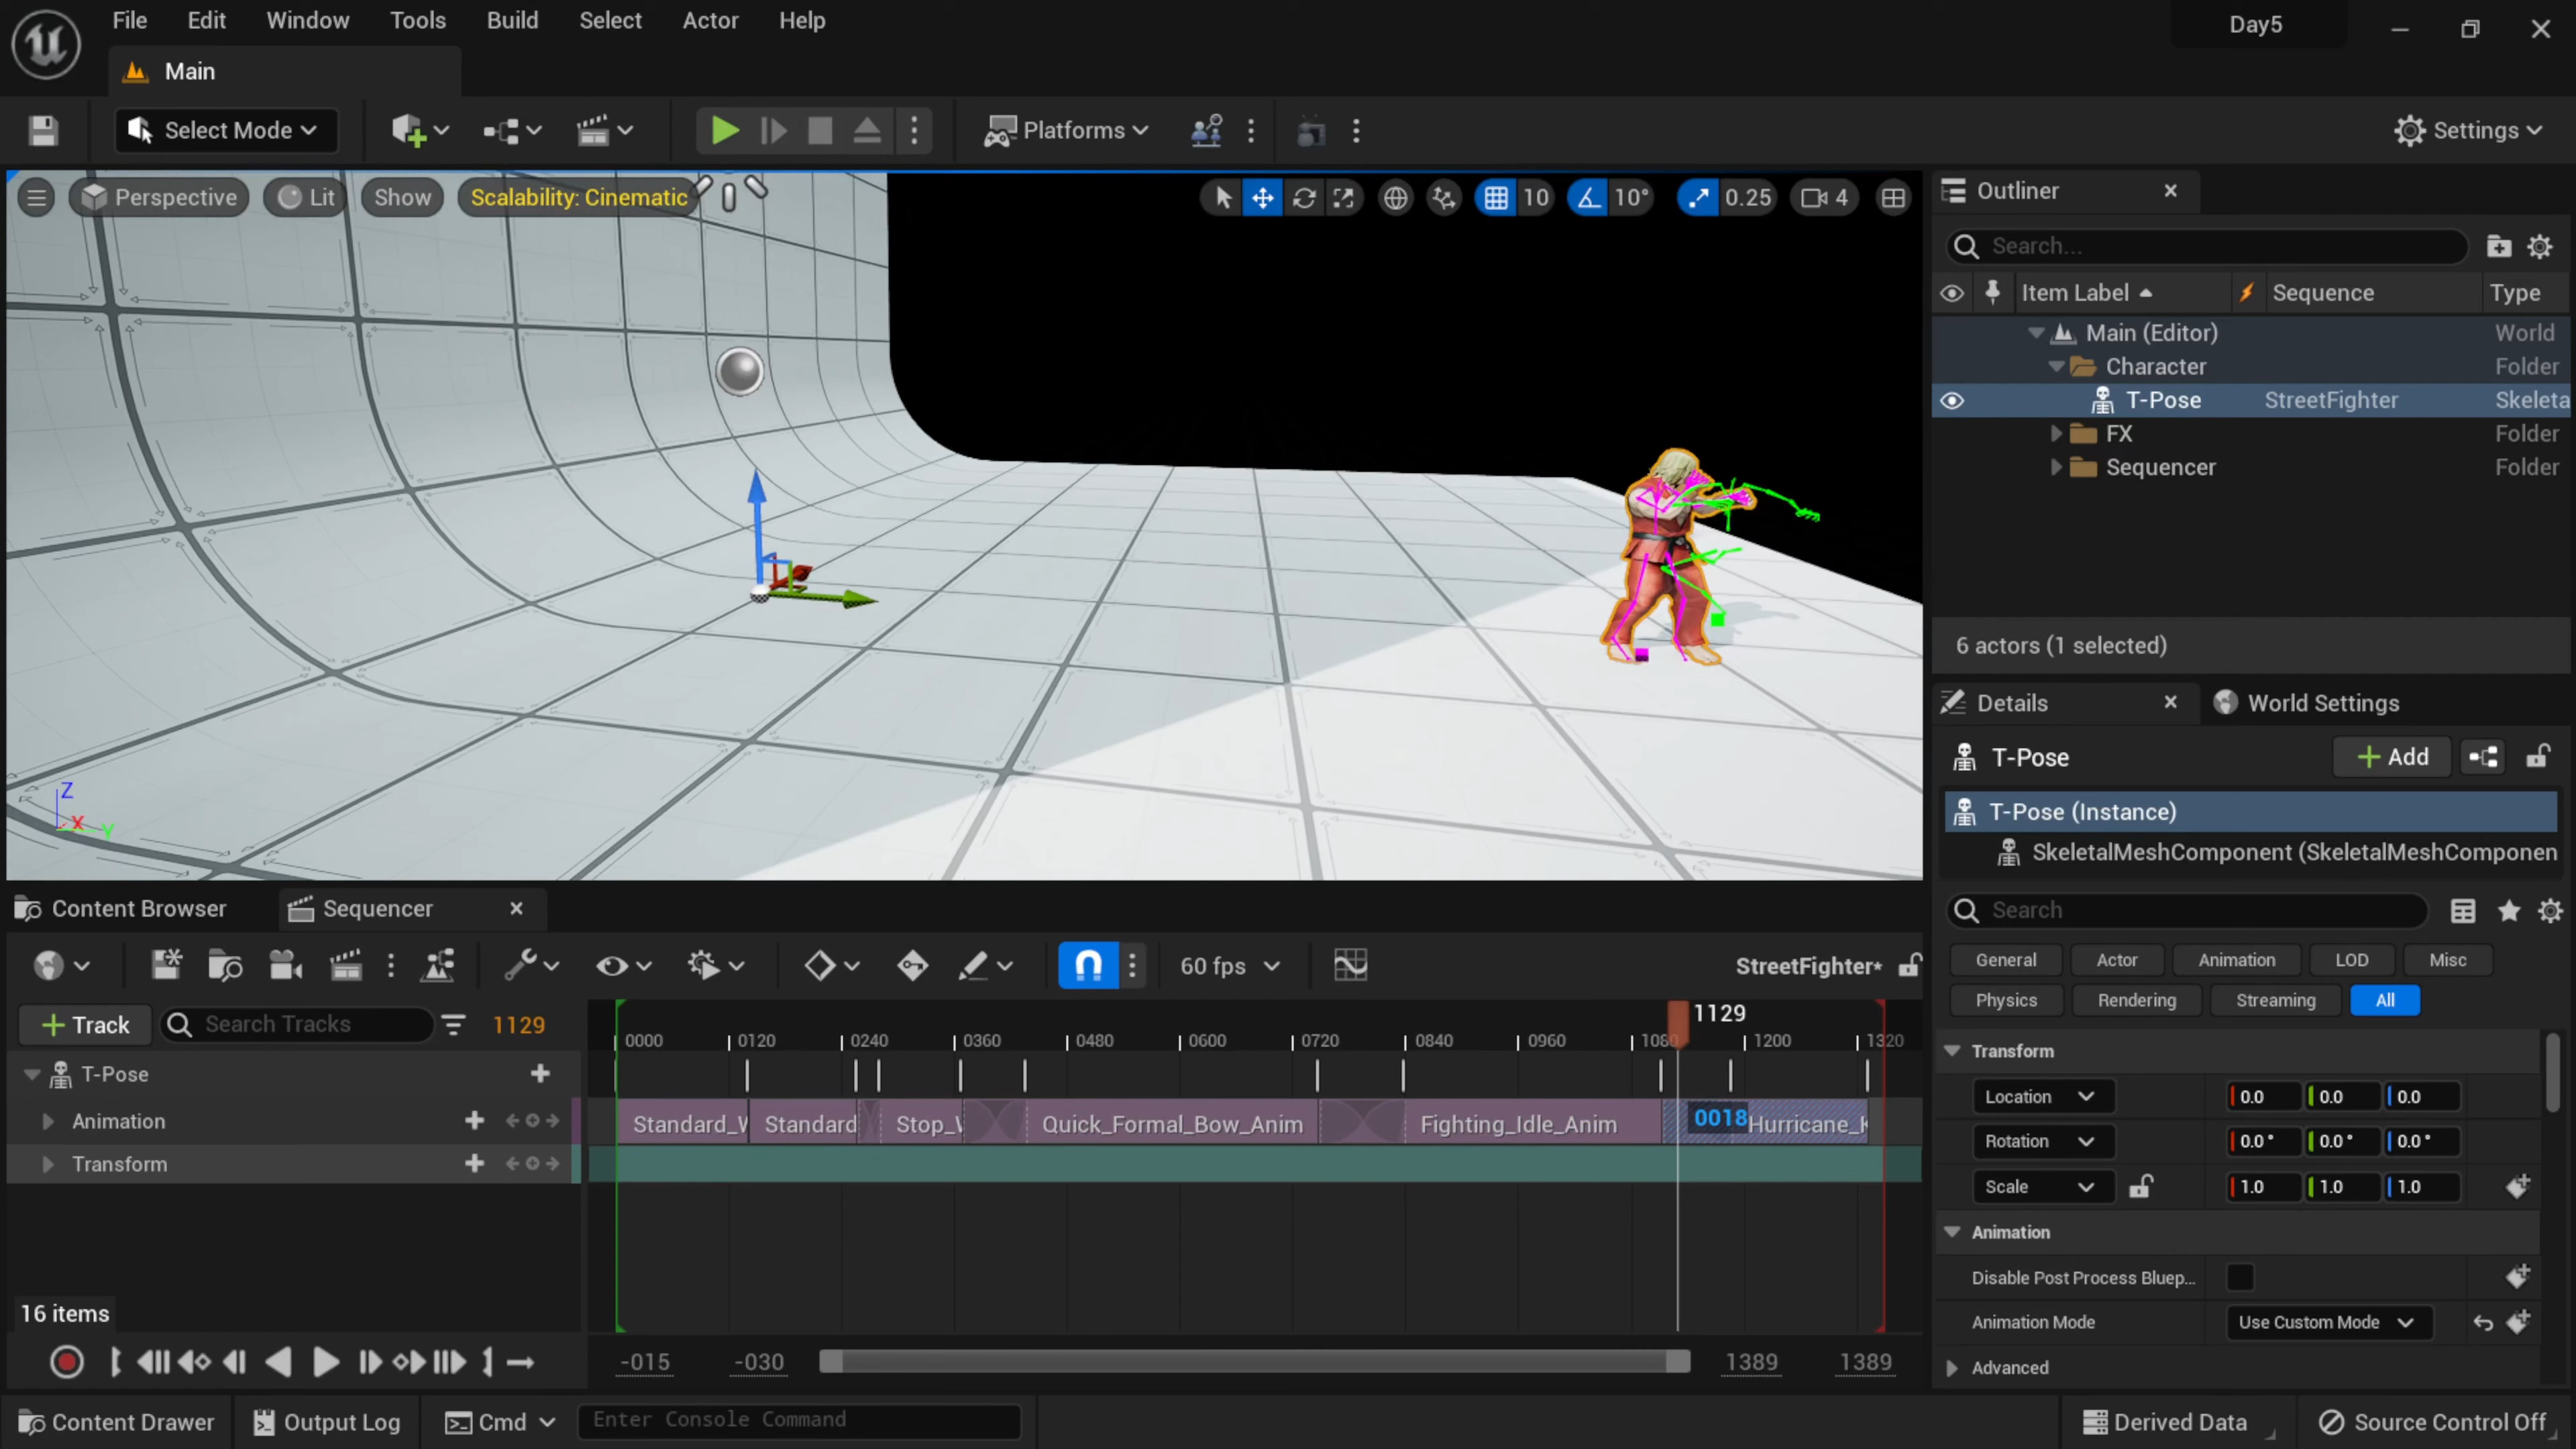 File Edit Window Tools Build Select Actor Help
Day5
Main
Select Mode
Platforms
Settings
Perspective Lit Show Scalability: Cinematic
10 10° 0.25 4
Outliner
Search...
Item Label Sequence Type
Main (Editor) World
Character Folder
T-Pose StreetFighter Skeleta
FX Folder
Sequencer Folder
6 actors (1 selected)
Z
X Y
Details World Settings
T-Pose Add
T-Pose (Instance)
SkeletalMeshComponent (SkeletalMeshComponen
Search
General Actor Animation LOD Misc
Physics Rendering Streaming All
Transform
Location 0.0 0.0 0.0
Rotation 0.0° 0.0° 0.0°
Scale 1.0 1.0 1.0
Animation
Disable Post Process Bluep...
Animation Mode Use Custom Mode
Advanced
Content Browser Sequencer
60 fps StreetFighter*
Track Search Tracks 1129
1129
0000 0120 0240 0360 0480 0600 0720 0840 0960 1080 1200 1320
T-Pose
Animation
Standard_W Standard Stop_W Quick_Formal_Bow_Anim Fighting_Idle_Anim 0018 Hurricane_K
Transform
16 items
-015 -030 1389 1389
Content Drawer Output Log Cmd Enter Console Command Derived Data Source Control Off